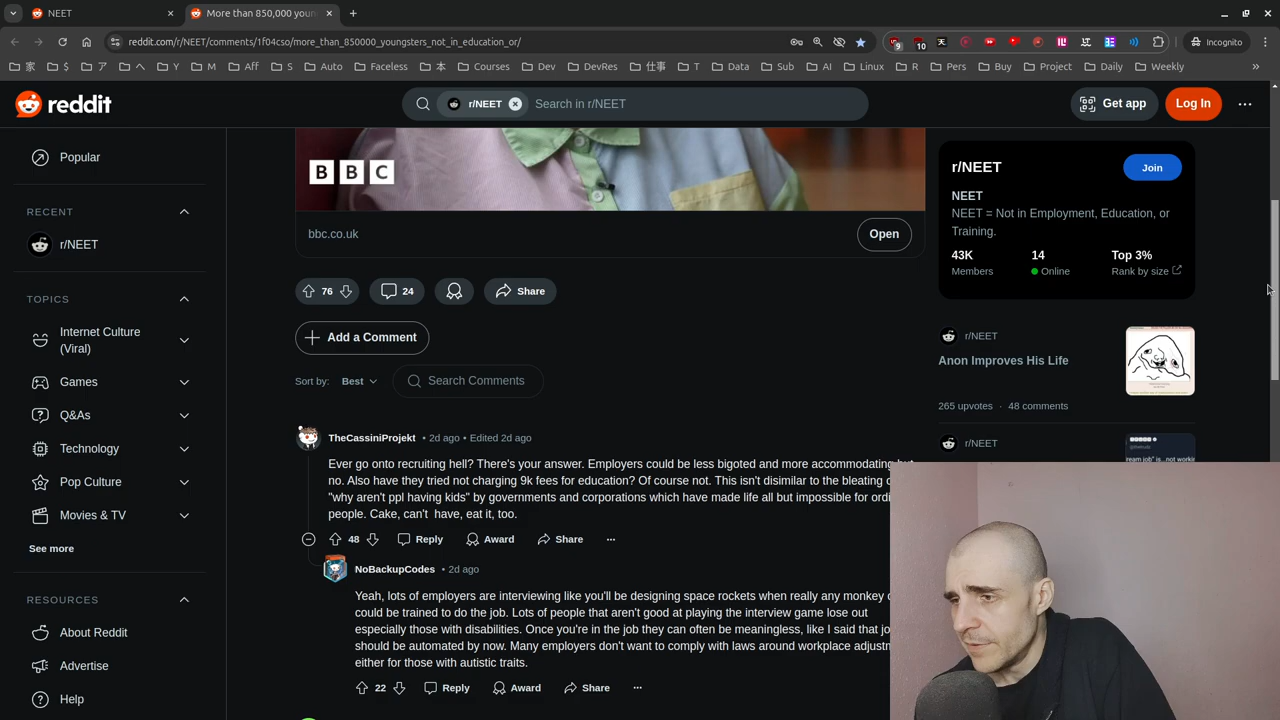 NEET
More than 850,000 youn
reddit.com/r/NEET/comments/1f04cso/more_than_850000_youngsters_not_in_education_or/
9
10
Incognito
家
$
ア
へ
Y
M
Aff
S
Auto
Faceless
本
Courses
Dev
DevRes
仕事
T
Data
Sub
AI
Linux
R
Pers
Buy
Project
Daily
Weekly
reddit
r/NEET
Search in r/NEET
Get app
Log In
Popular
RECENT
r/NEET
TOPICS
Internet Culture
(Viral)
Games
Q&As
Technology
Pop Culture
Movies & TV
See more
RESOURCES
About Reddit
Advertise
Help
BBC
bbc.co.uk
Open
76
24
Share
Add a Comment
Sort by:
Best
Search Comments
TheCassiniProjekt • 2d ago • Edited 2d ago
Ever go onto recruiting hell? There's your answer. Employers could be less bigoted and more accommodating but
no. Also have they tried not charging 9k fees for education? Of course not. This isn't dissimilar to the bleating
"why aren't ppl having kids" by governments and corporations which have made life all but impossible for
people. Cake, can't have, eat it, too.
48
Reply
Award
Share
NoBackupCodes • 2d ago
Yeah, lots of employers are interviewing like you'll be designing space rockets when really any monkey
could be trained to do the job. Lots of people that aren't good at playing the interview game lose out
especially those with disabilities. Once you're in the job they can often be meaningless, like I said that
should be automated by now. Many employers don't want to comply with laws around workplace
either for those with autistic traits.
22
Reply
Award
Share
r/NEET
Join
NEET
NEET = Not in Employment, Education, or
Training.
43K
14
Top 3%
Members
Online
Rank by size
r/NEET
Anon Improves His Life
265 upvotes · 48 comments
r/NEET